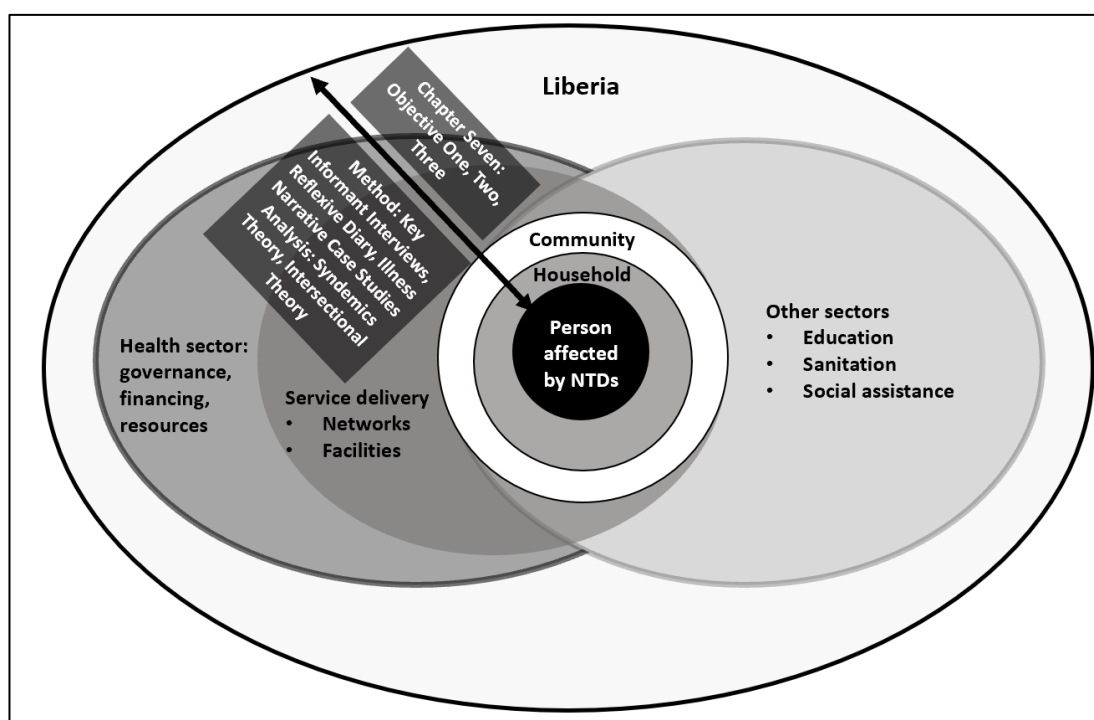 Liberia
Chapter Seven:
Objective One, Two,
Three
Method: Key
Informant Interviews,
Reflexive Diary, Illness
Narrative Case Studies
Analysis: Syndemics
Theory, Intersectional
Theory
Community
Household
Person
affected
by NTDs
Health sector:
governance,
financing,
resources
Service delivery
• Networks
• Facilities
Other sectors
• Education
• Sanitation
• Social assistance